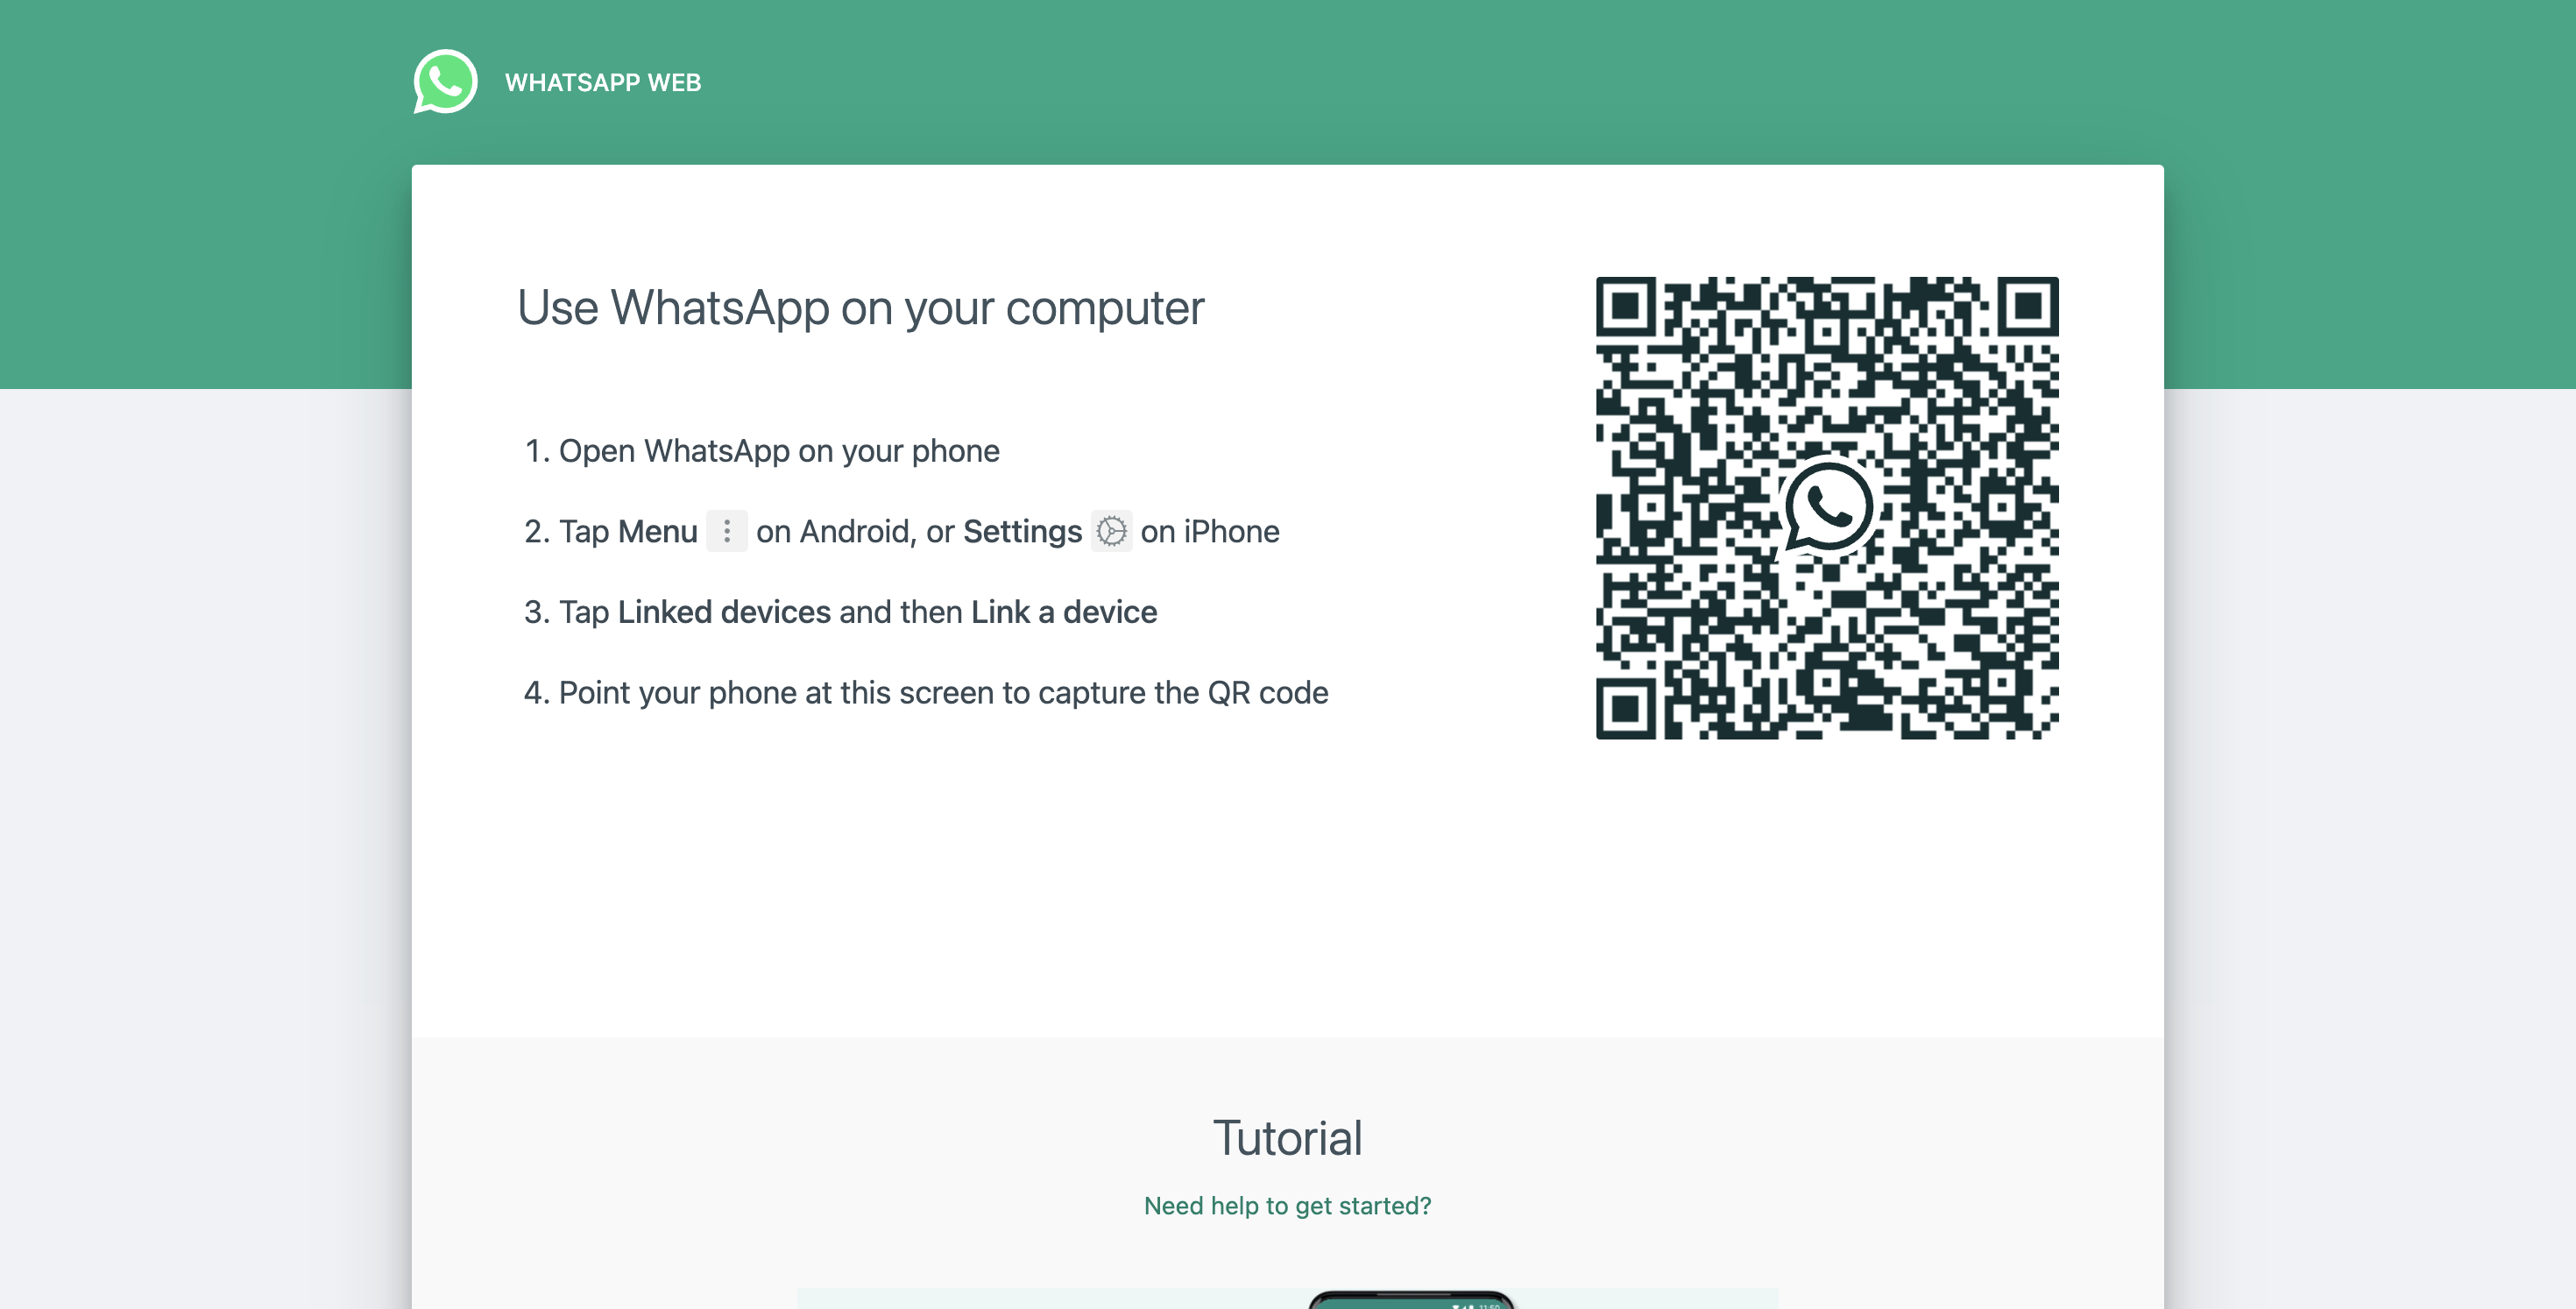 WHATSAPP WEB
Use WhatsApp on your computer
1. Open WhatsApp on your phone
2. Tap Menu on Android, or Settings on iPhone
3. Tap Linked devices and then Link a device
4. Point your phone at this screen to capture the QR code
Tutorial
Need help to get started?